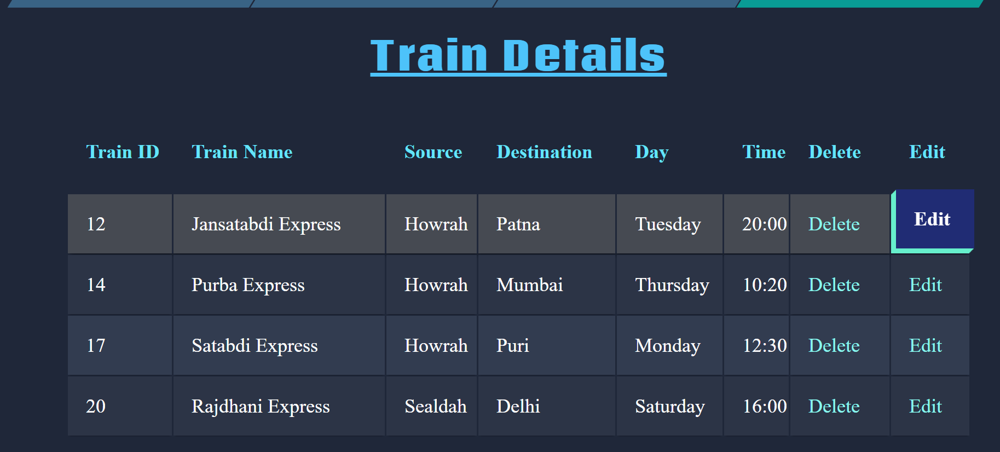 Train Details
Train ID Train Name Source Destination Day Time Delete Edit
12 Jansatabdi Express Howrah Patna Tuesday 20:00 Delete Edit
14 Purba Express Howrah Mumbai Thursday 10:20 Delete Edit
17 Satabdi Express Howrah Puri Monday 12:30 Delete Edit
20 Rajdhani Express Sealdah Delhi Saturday 16:00 Delete Edit